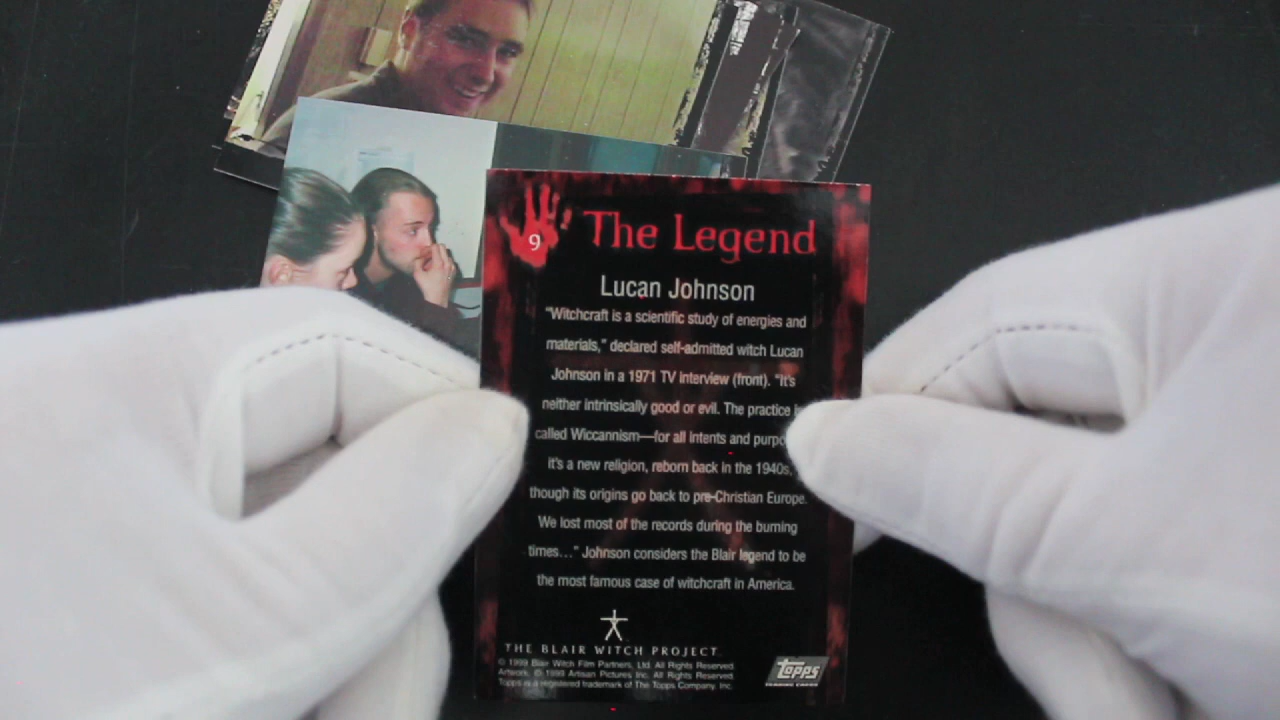 9
The Legend
Lucan Johnson
"Witchcraft is a scientific study of energies and
materials," declared self-admitted witch Lucan
Johnson in a 1971 TV interview (front). "It's
neither intrinsically good or evil. The practice
called Wiccannism—for all intents and
it's a new religion, reborn back in the 1940s,
though its origins go back to pre-Christian Europe.
We lost most of the records during the burning
times…" Johnson considers the Blair legend to be
the most famous case of witchcraft in America.
THE BLAIR WITCH PROJECT
© 1999 Blair Witch Film Partners, Ltd. All Rights Reserved.
Artwork. © 1999 Artisan Pictures Inc. All Rights Reserved.
Topps is a registered trademark of The Topps Company, Inc.
topps